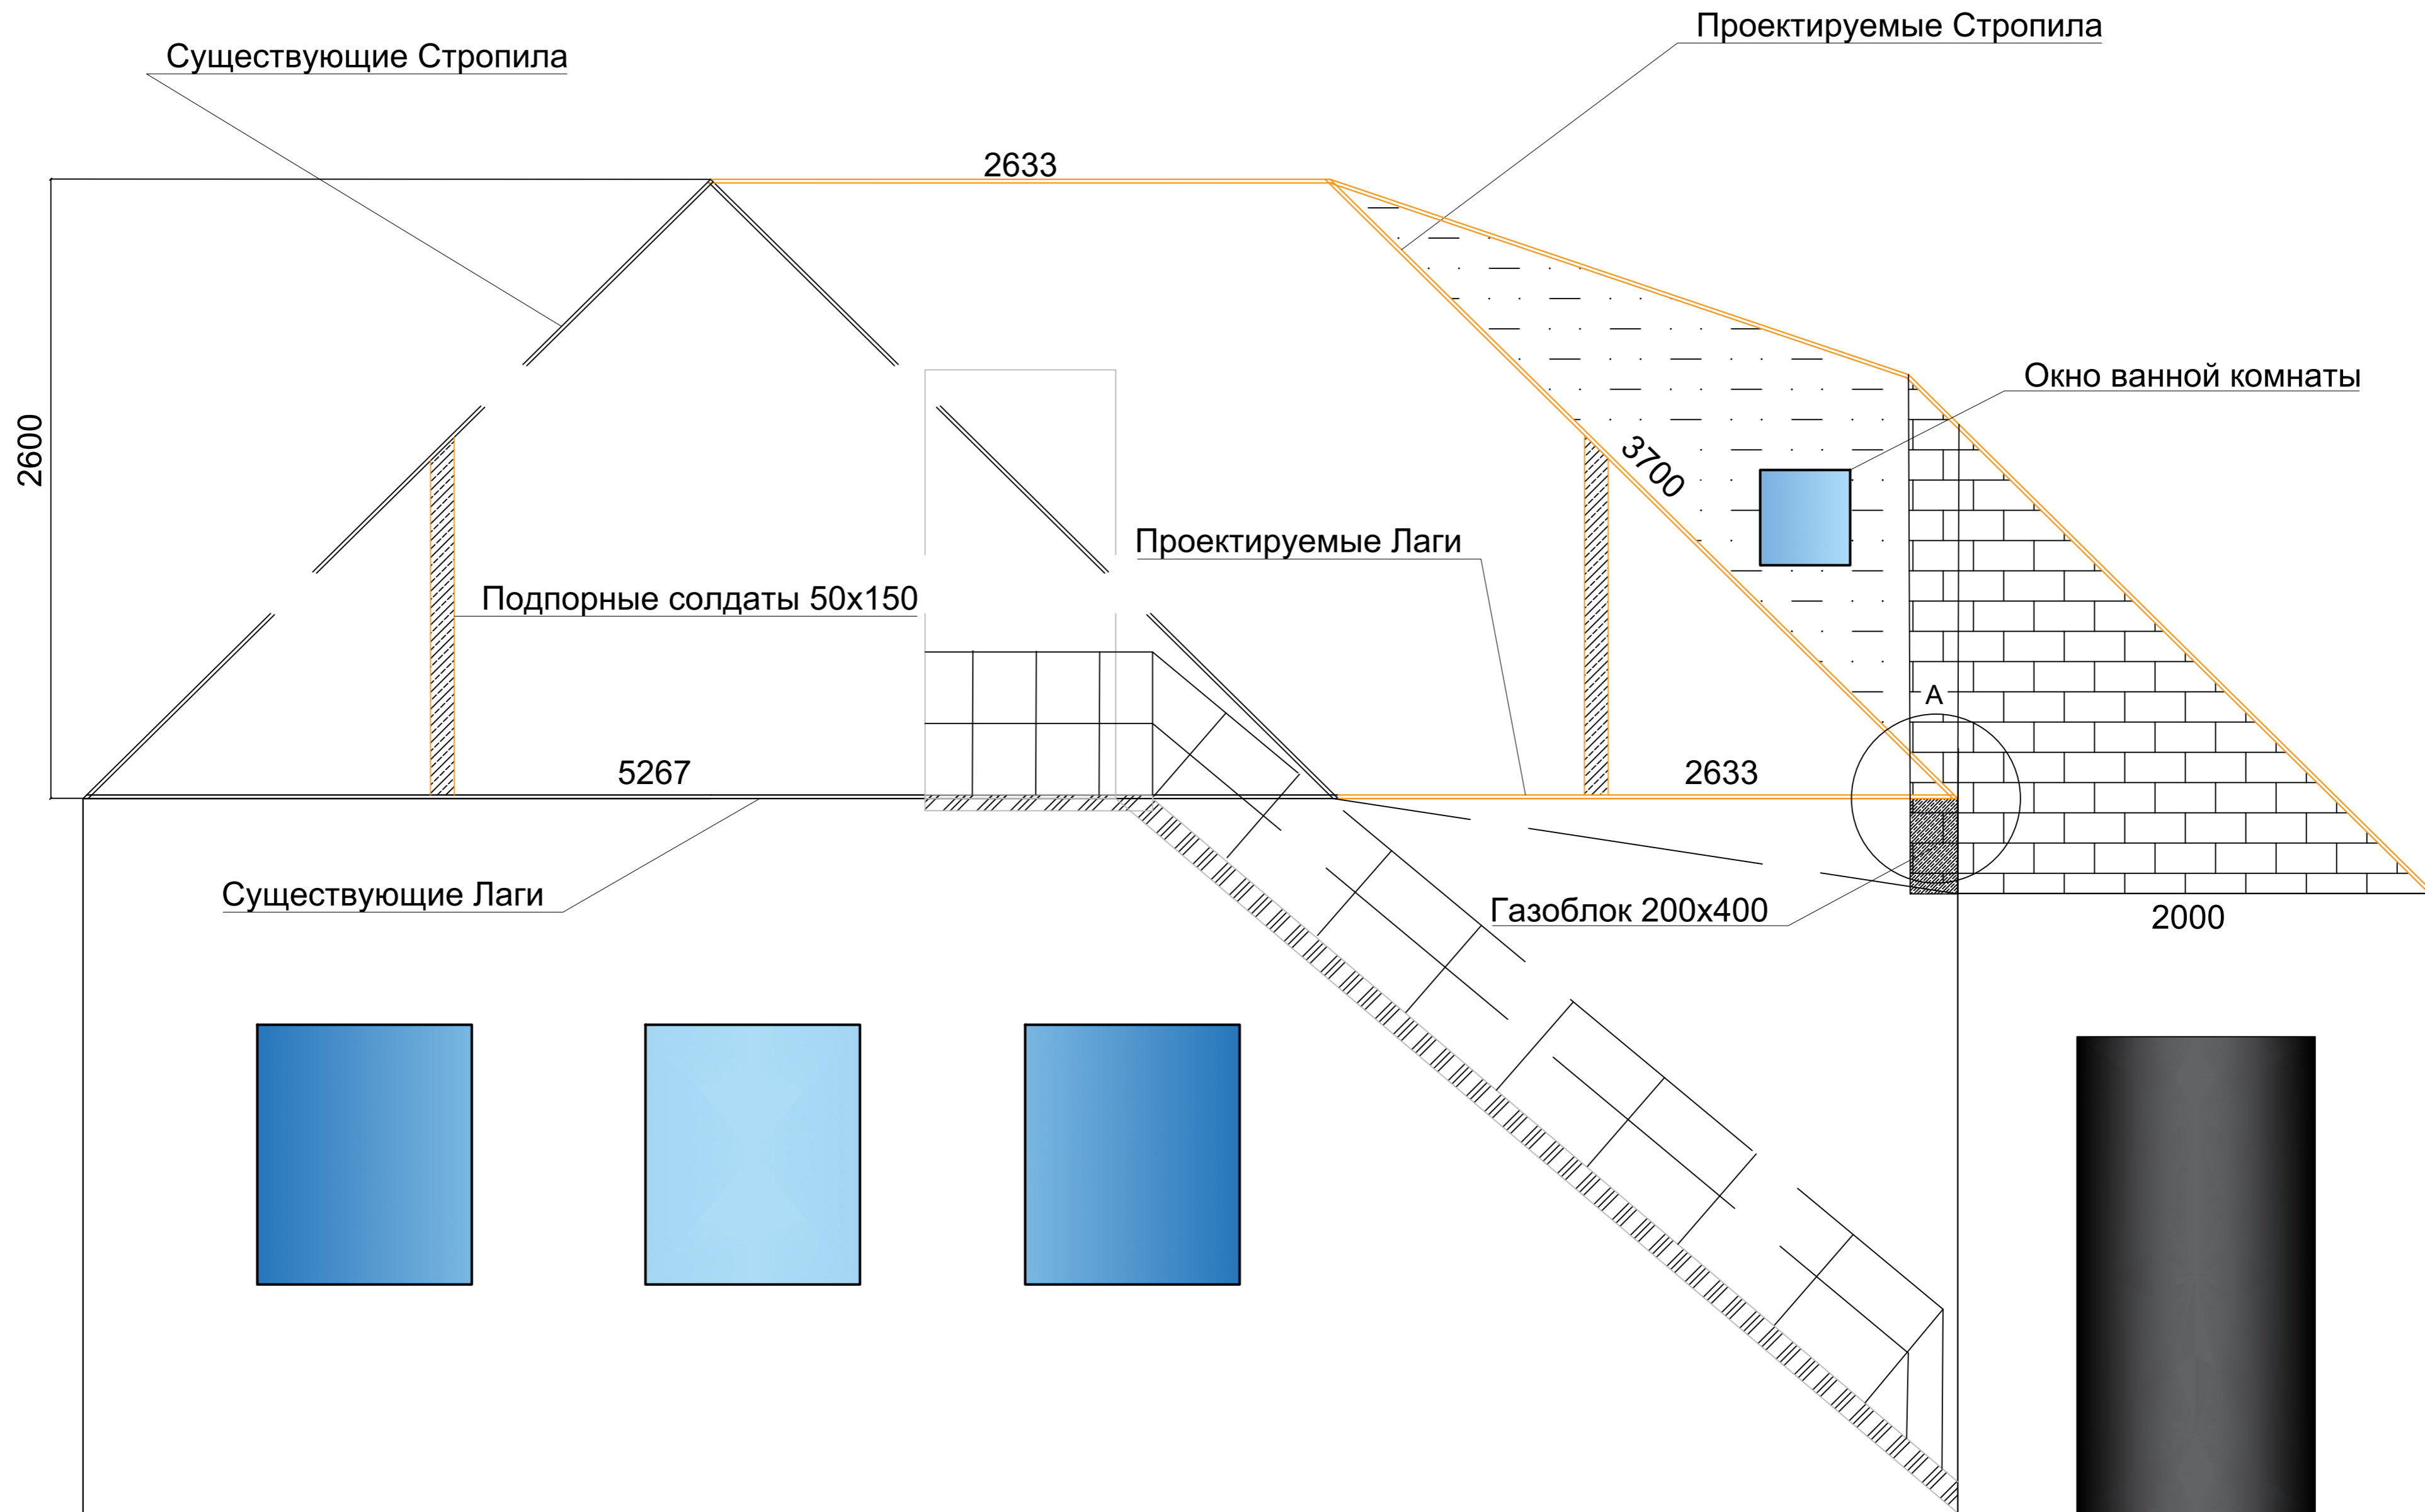 Проектируемые Стропила
Существующие Стропила
2633
Окно ванной комнаты
2600
3700
Проектируемые Лаги
Подпорные солдаты 50х150
А
5267
2633
Существующие Лаги
Газоблок 200х400
2000